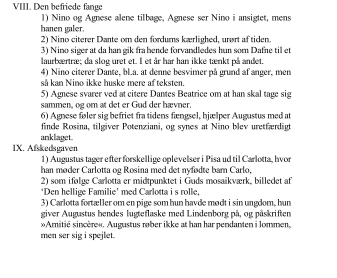 VIII. Den befriede fange
1) Nino og Agnese alene tilbage, Agnese ser Nino i ansigtet, mens
hanen galer.
2) Nino citerer Dante om den fordums kærlighed, urørt af tiden.
3) Nino siger at da han gik fra hende forvandledes hun som Dafne til et
laurbærtræ; da slog uret et. I et år har han ikke tænkt på andet.
4) Nino citerer Dante, bl.a. at denne besvimer på grund af anger, men
så kan Nino ikke huske mere af teksten.
5) Agnese svarer ved at citere Dantes Beatrice om at han skal tage sig
sammen, og om at det er Gud der hævner.
6) Agnese føler sig befriet fra tidens fængsel, hjælper Augustus med at
finde Rosina, tilgiver Potenziani, og synes at Nino blev uretfærdigt
anklaget.
IX. Afskedsgaven
1) Augustus tager efter forskellige oplevelser i Pisa ud til Carlotta, hvor
han møder Carlotta og Rosina med det nyfødte barn Carlo,
2) som ifølge Carlotta er midtpunktet i Guds mosaikværk, billedet af
'Den hellige Familie' med Carlotta i s rolle,
3) Carlotta fortæller om en pige som hun havde mødt i sin ungdom, hun
giver Augustus hendes lugteflaske med Lindenborg på, og påskriften
»Amitié sincère«. Augustus røber ikke at han har pendanten i lommen,
men ser sig i spejlet.